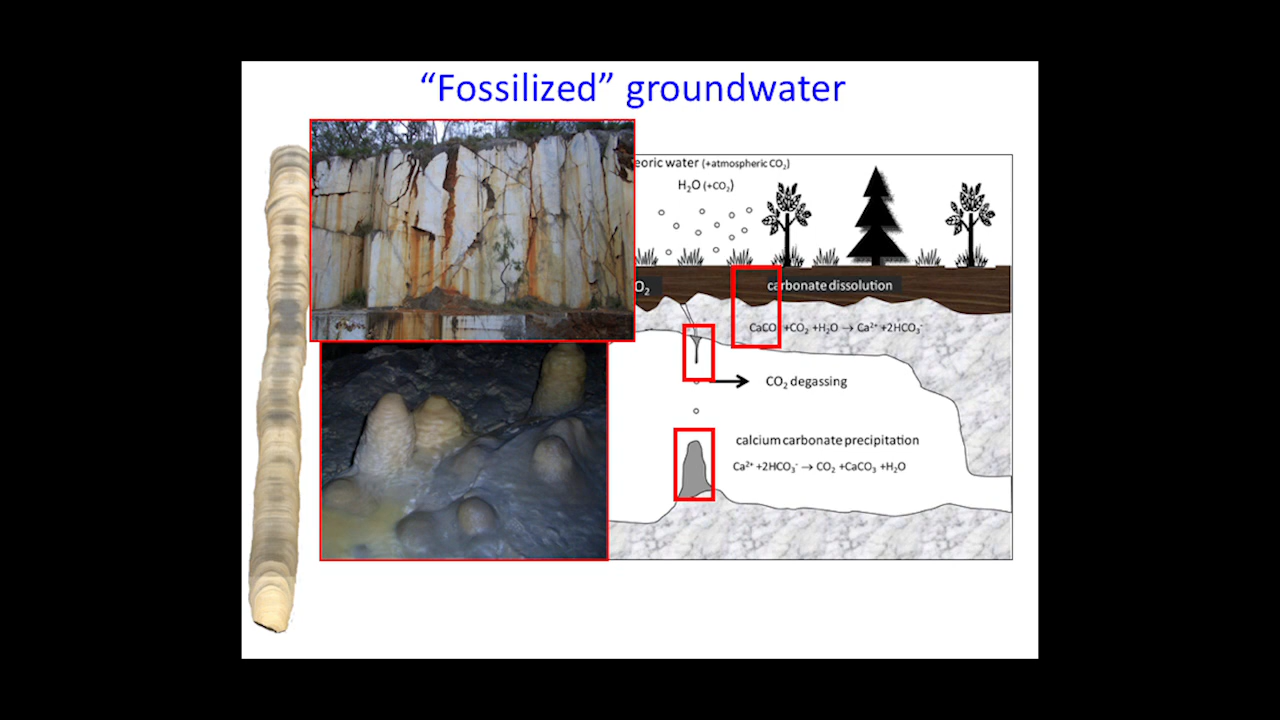 “Fossilized” groundwater
eoric water (+atmospheric CO₂)
H₂O (+CO₂)
O₂
carbonate dissolution
CaCO +CO₂ +H₂O → Ca²⁺ +2HCO₃⁻
CO₂ degassing
calcium carbonate precipitation
Ca²⁺ +2HCO₃⁻ → CO₂ +CaCO₃ +H₂O